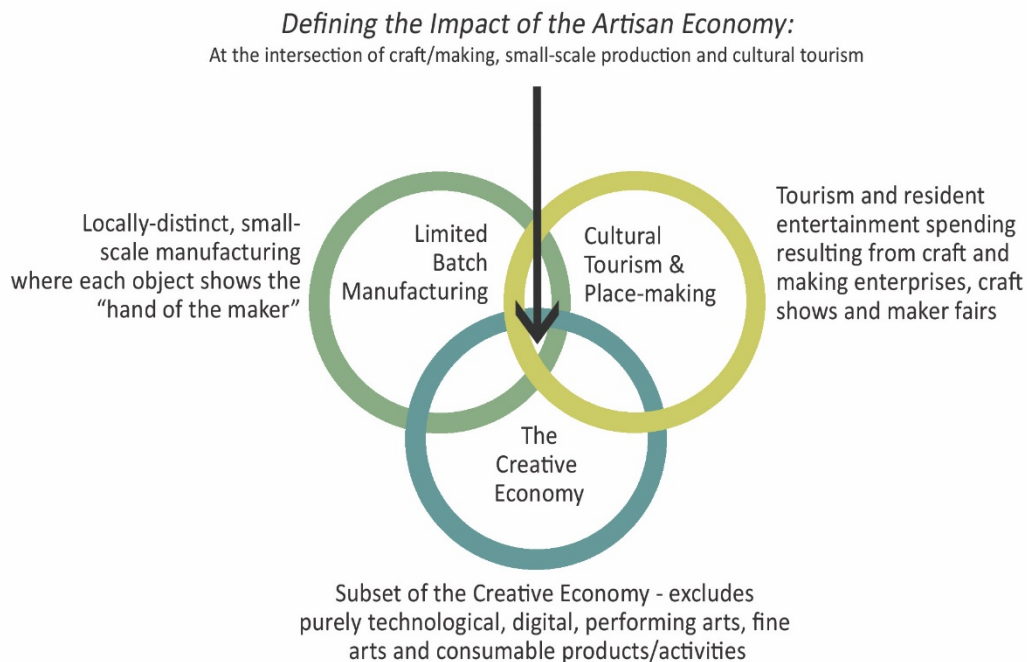 Defining the Impact of the Artisan Economy:
At the intersection of craft/making, small-scale production and cultural tourism
Locally-distinct, small-
scale manufacturing
where each object shows the
“hand of the maker”
Limited
Batch
Manufacturing
Cultural
Tourism &
Place-making
Tourism and resident
entertainment spending
resulting from craft and
making enterprises, craft
shows and maker fairs
The
Creative
Economy
Subset of the Creative Economy - excludes
purely technological, digital, performing arts, fine
arts and consumable products/activities